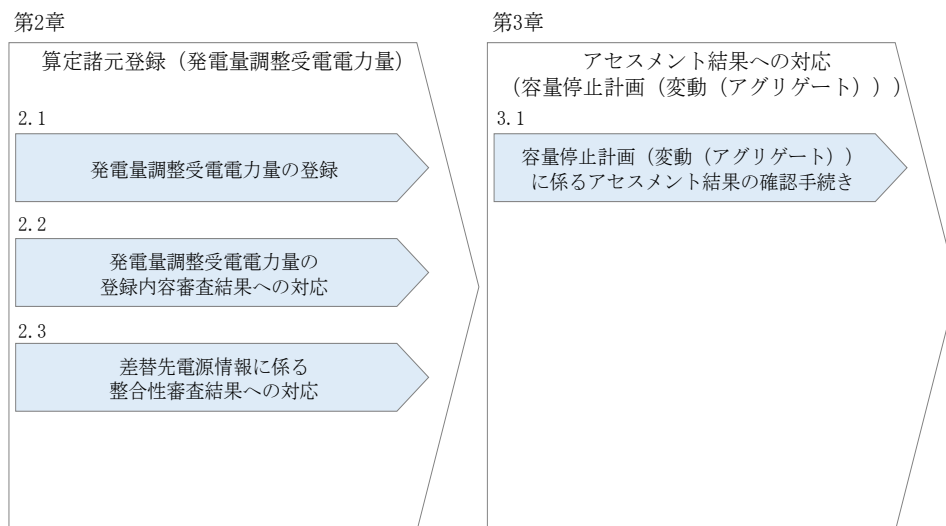 第2章
算定諸元登録（発電量調整受電電力量）
2.1
発電量調整受電電力量の登録
2.2
発電量調整受電電力量の
登録内容審査結果への対応
2.3
差替先電源情報に係る
整合性審査結果への対応
第3章
アセスメント結果への対応
（容量停止計画（変動（アグリゲート）））
3.1
容量停止計画（変動（アグリゲート））
に係るアセスメント結果の確認手続き